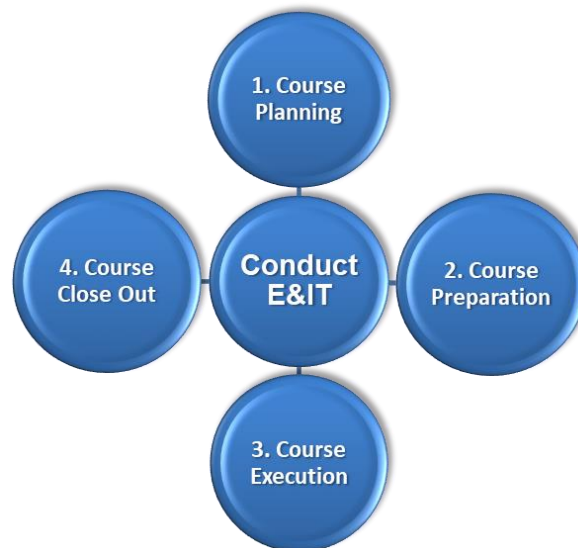 1. Course
Planning
4. Course
Close Out
Conduct
E&IT
2. Course
Preparation
3. Course
Execution